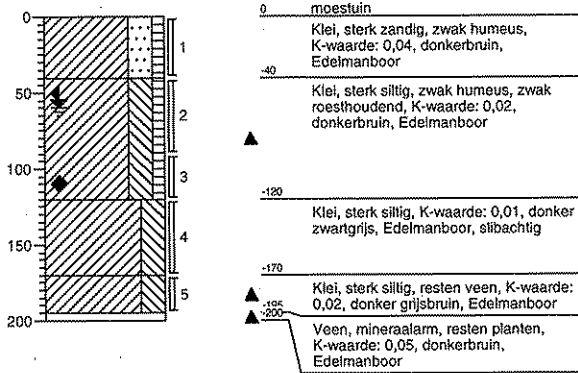 0
50
100
150
200
1
2
3
4
5
0 moestuin
Klei, sterk zandig, zwak humeus,
K-waarde: 0,04, donkerbruin,
Edelmanboor
-40
Klei, sterk siltig, zwak humeus, zwak
roesthoudend, K-waarde: 0,02,
donkerbruin, Edelmanboor
-120
Klei, sterk siltig, K-waarde: 0,01, donker
zwartgrijs, Edelmanboor, slibachtig
-170
Klei, sterk siltig, resten veen, K-waarde:
0,02, donker grijsbruin, Edelmanboor
-195
-200
Veen, mineraalarm, resten planten,
K-waarde: 0,05, donkerbruin,
Edelmanboor